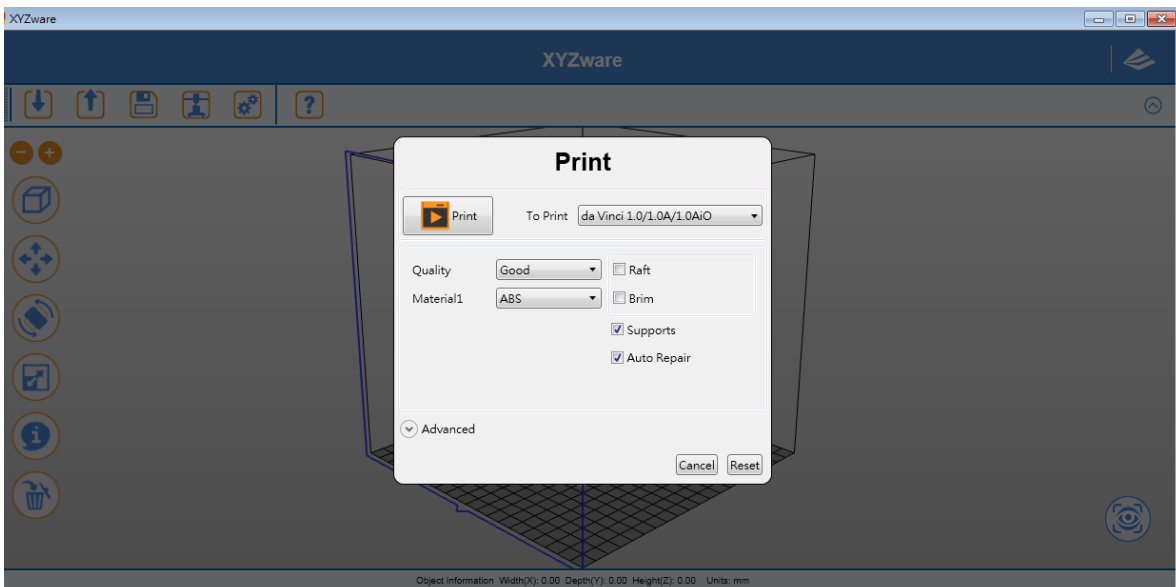 XYZware
XYZware
?
Print
Print To Print da Vinci 1.0/1.0A/1.0AiO
Quality Good Raft
Material1 ABS Brim
Supports
Auto Repair
Advanced
Cancel Reset
Object Information Width(X): 0.00 Depth(Y): 0.00 Height(Z): 0.00 Units: mm